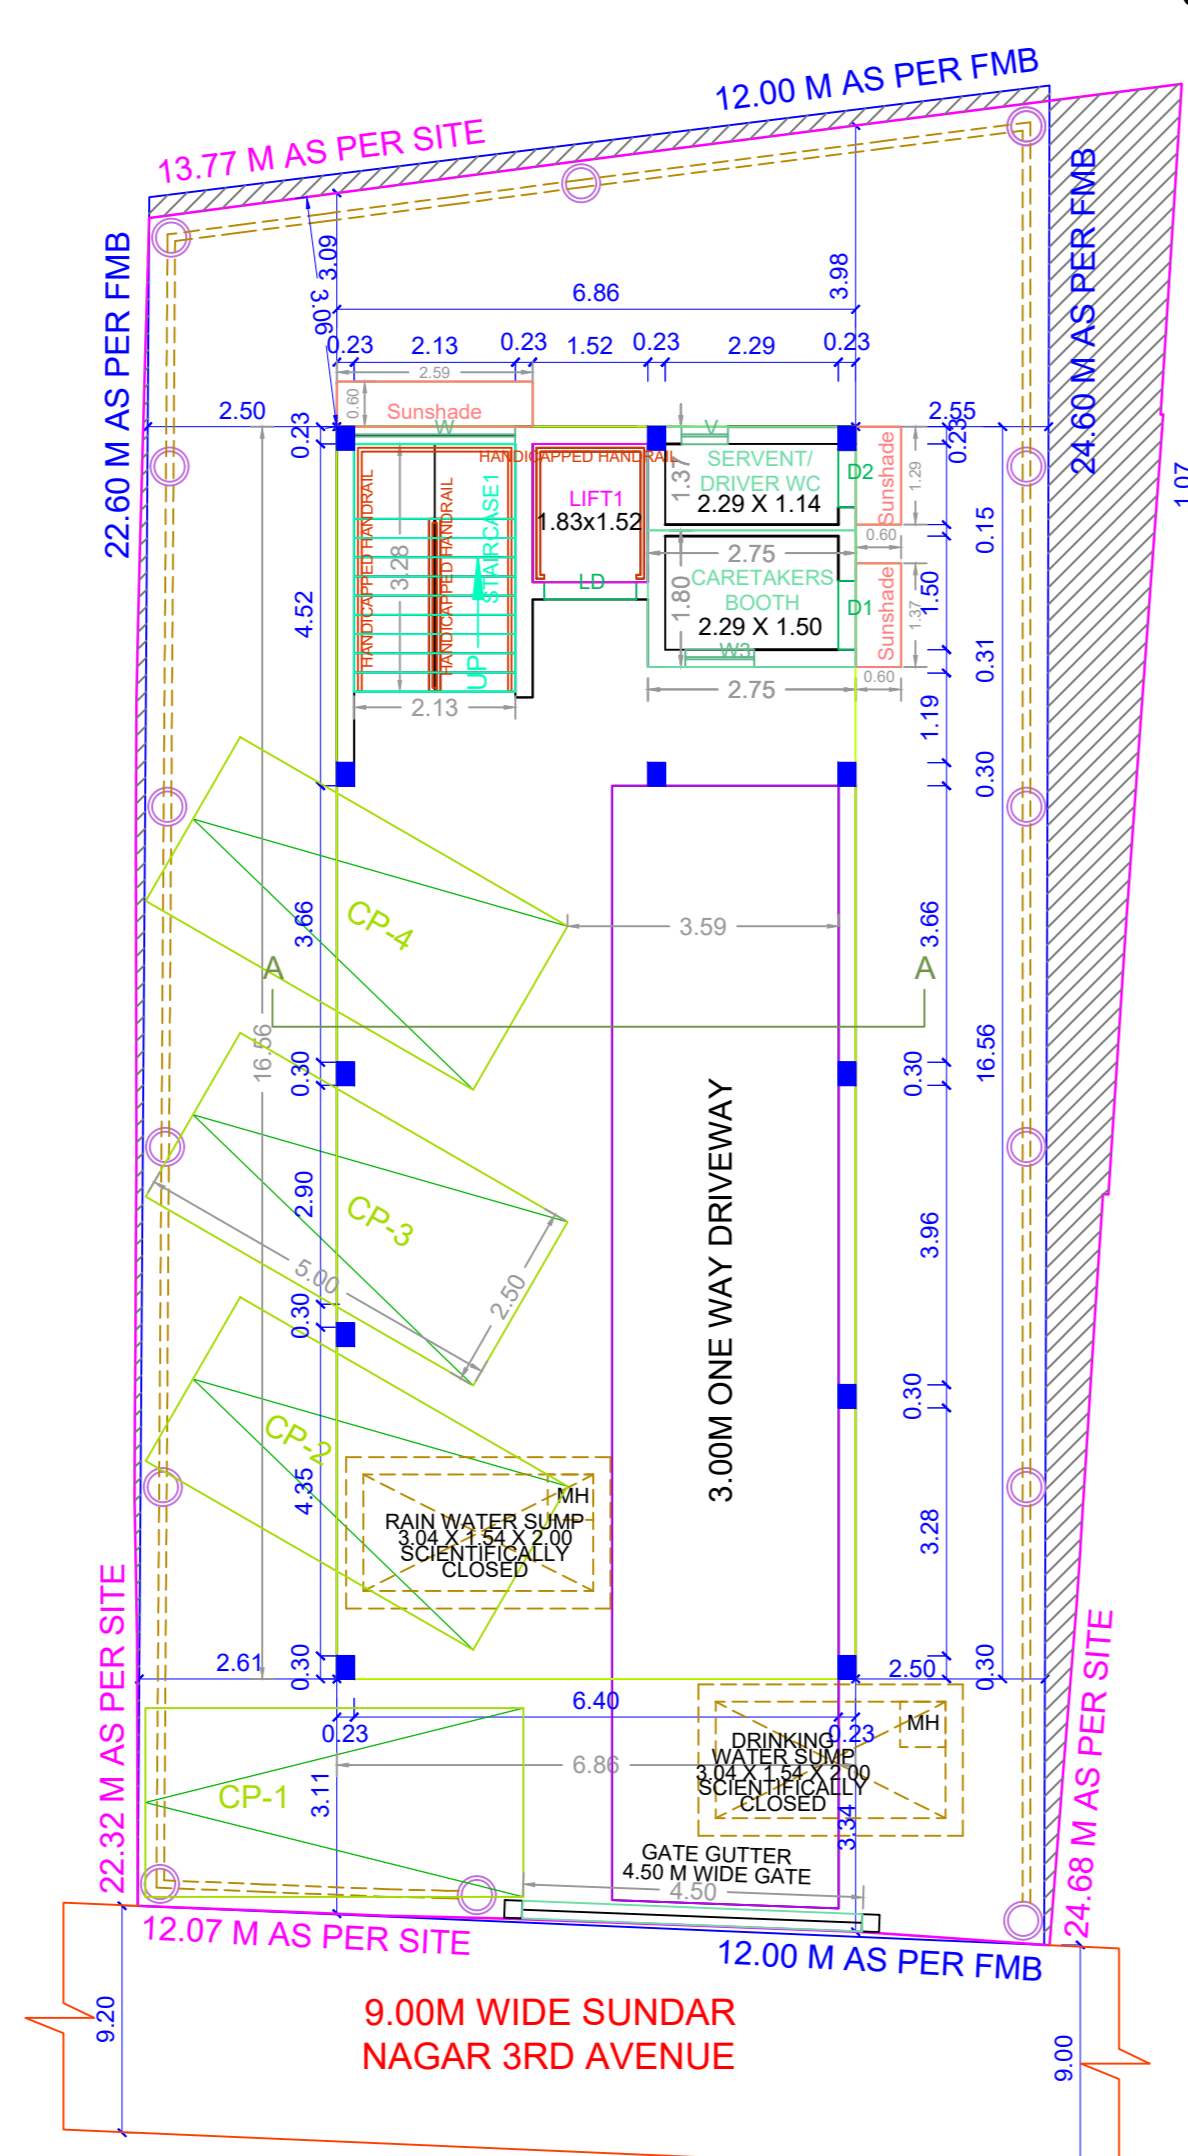 12.00 M AS PER FMB
13.77 M AS PER SITE
22.60 M AS PER FMB
24.60 M AS PER FMB
1.07
3.09
3.06
3.98
6.86
0.23
2.13
0.23
1.52
0.23
2.29
0.23
2.59
0.60
Sunshade
2.50
0.23
2.55
0.23
W
V
HANDICAPPED HANDRAIL
HANDICAPPED HANDRAIL
HANDICAPPED HANDRAIL
STAIRCASE1
UP
3.28
LIFT1
1.83x1.52
LD
1.37
SERVENT/
DRIVER WC
2.29 X 1.14
D2
Sunshade
1.29
0.60
0.15
2.75
1.80
CARETAKERS
BOOTH
2.29 X 1.50
D1
Sunshade
1.37
1.50
W3
0.31
4.52
2.13
2.75
0.60
1.19
0.30
CP-4
3.66
3.59
3.66
A
A
16.56
16.56
0.30
0.30
3.00M ONE WAY DRIVEWAY
CP-3
2.90
5.00
2.50
3.96
0.30
0.30
CP-2
4.35
MH
RAIN WATER SUMP
3.04 X 1.54 X 2.00
SCIENTIFICALLY
CLOSED
3.28
22.32 M AS PER SITE
24.68 M AS PER SITE
2.61
0.30
2.50
0.30
6.40
0.23
0.23
MH
DRINKING
WATER SUMP
3.04 X 1.54 X 2.00
SCIENTIFICALLY
CLOSED
6.86
CP-1
3.11
3.34
GATE GUTTER
4.50 M WIDE GATE
4.50
12.07 M AS PER SITE
12.00 M AS PER FMB
9.00M WIDE SUNDAR
NAGAR 3RD AVENUE
9.20
9.00